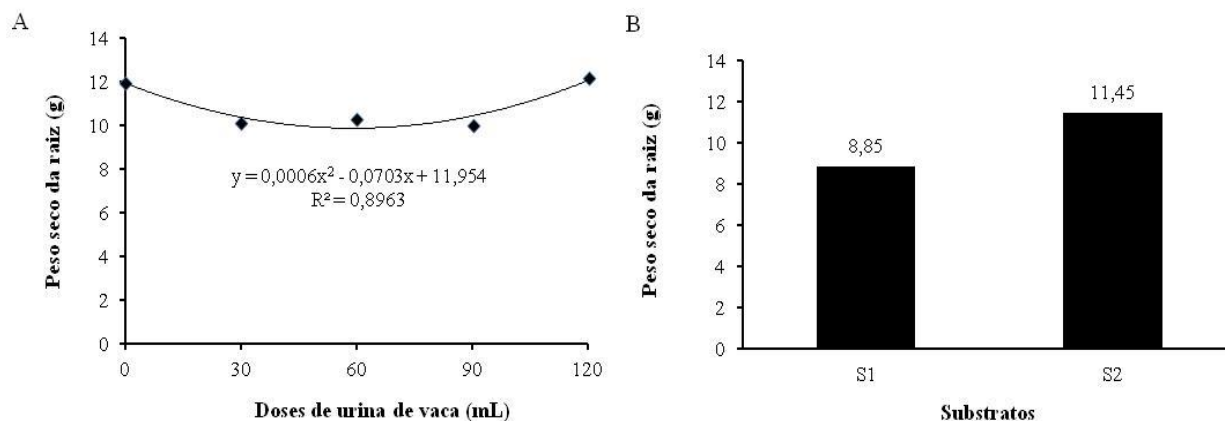 A
Peso seco da raiz (g)
14
12
10
8
6
4
2
0
y = 0,0006x² - 0,0703x + 11,954
R² = 0,8963
0 30 60 90 120
Doses de urina de vaca (mL)
B
Peso seco da raiz (g)
14
12
10
8
6
4
2
0
8,85
11,45
S1 S2
Substratos